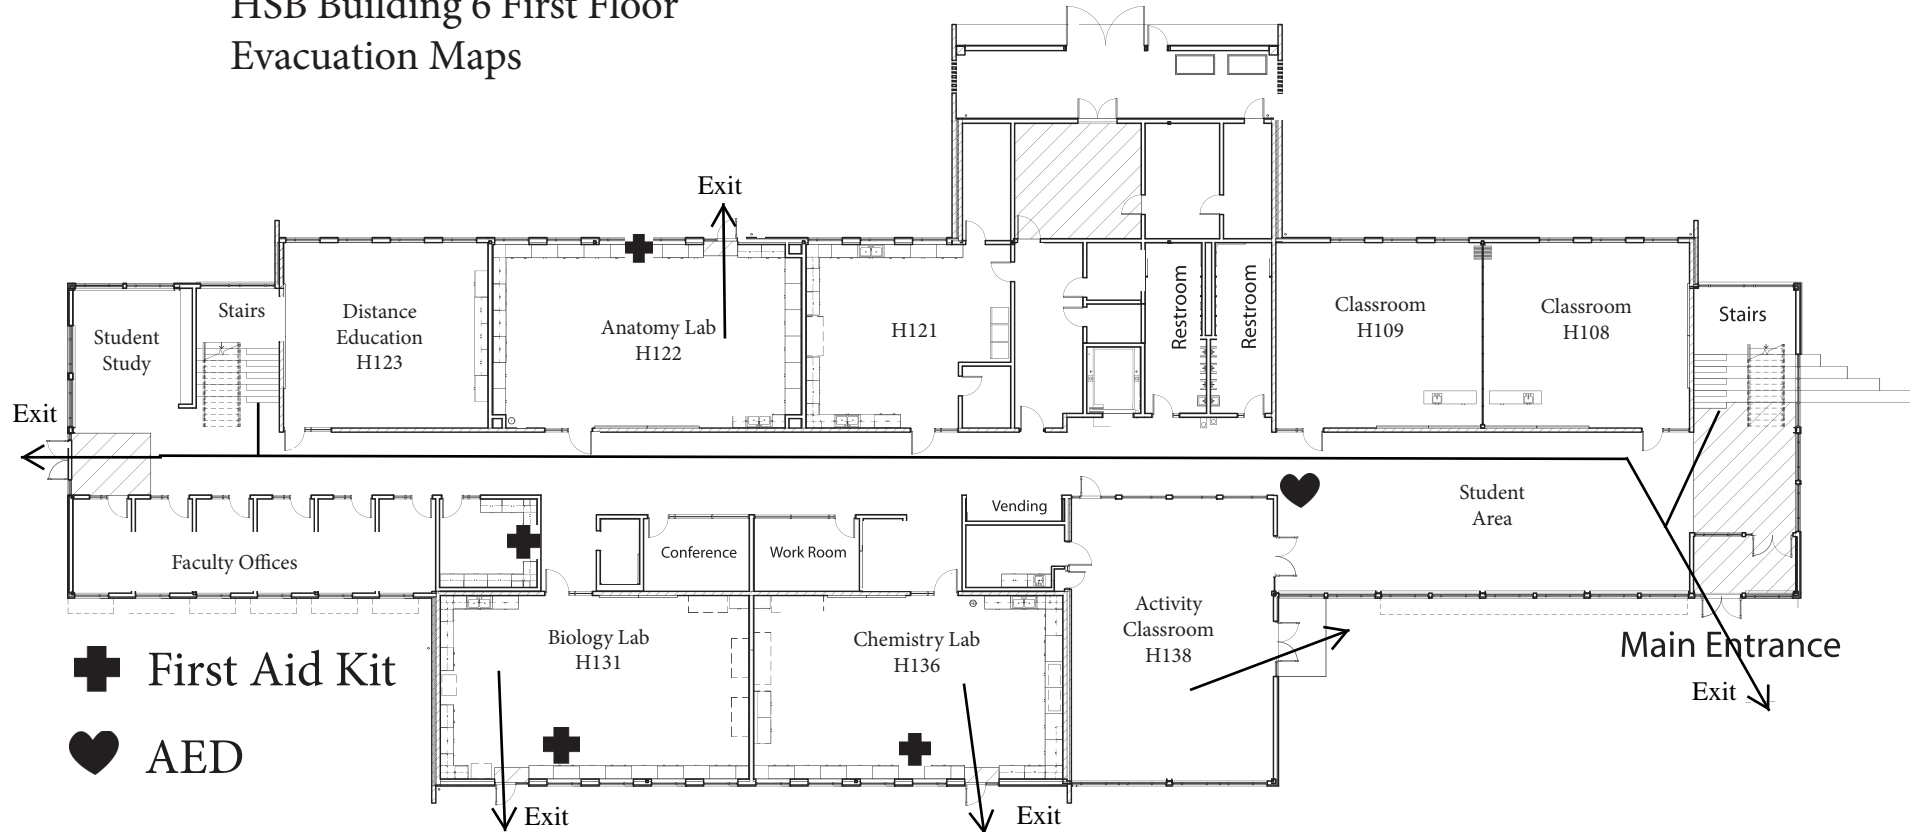 HSB Building 6 First Floor
Evacuation Maps
Exit
Student
Study
Stairs
Distance
Education
H123
Anatomy Lab
H122
H121
Restroom
Restroom
Classroom
H109
Classroom
H108
Stairs
Exit
Vending
Student
Area
Faculty Offices
Conference
Work Room
Biology Lab
H131
Chemistry Lab
H136
Activity
Classroom
H138
Main Entrance
Exit
First Aid Kit
AED
Exit
Exit